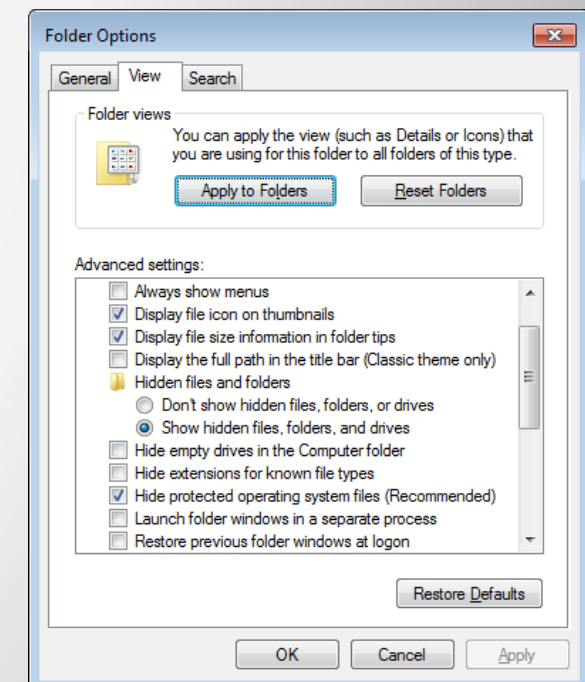 Folder Options
General View Search
Folder views
You can apply the view (such as Details or Icons) that
you are using for this folder to all folders of this type.
Apply to Folders Reset Folders
Advanced settings:
Always show menus
Display file icon on thumbnails
Display file size information in folder tips
Display the full path in the title bar (Classic theme only)
Hidden files and folders
Don't show hidden files, folders, or drives
Show hidden files, folders, and drives
Hide empty drives in the Computer folder
Hide extensions for known file types
Hide protected operating system files (Recommended)
Launch folder windows in a separate process
Restore previous folder windows at logon
Restore Defaults
OK Cancel Apply